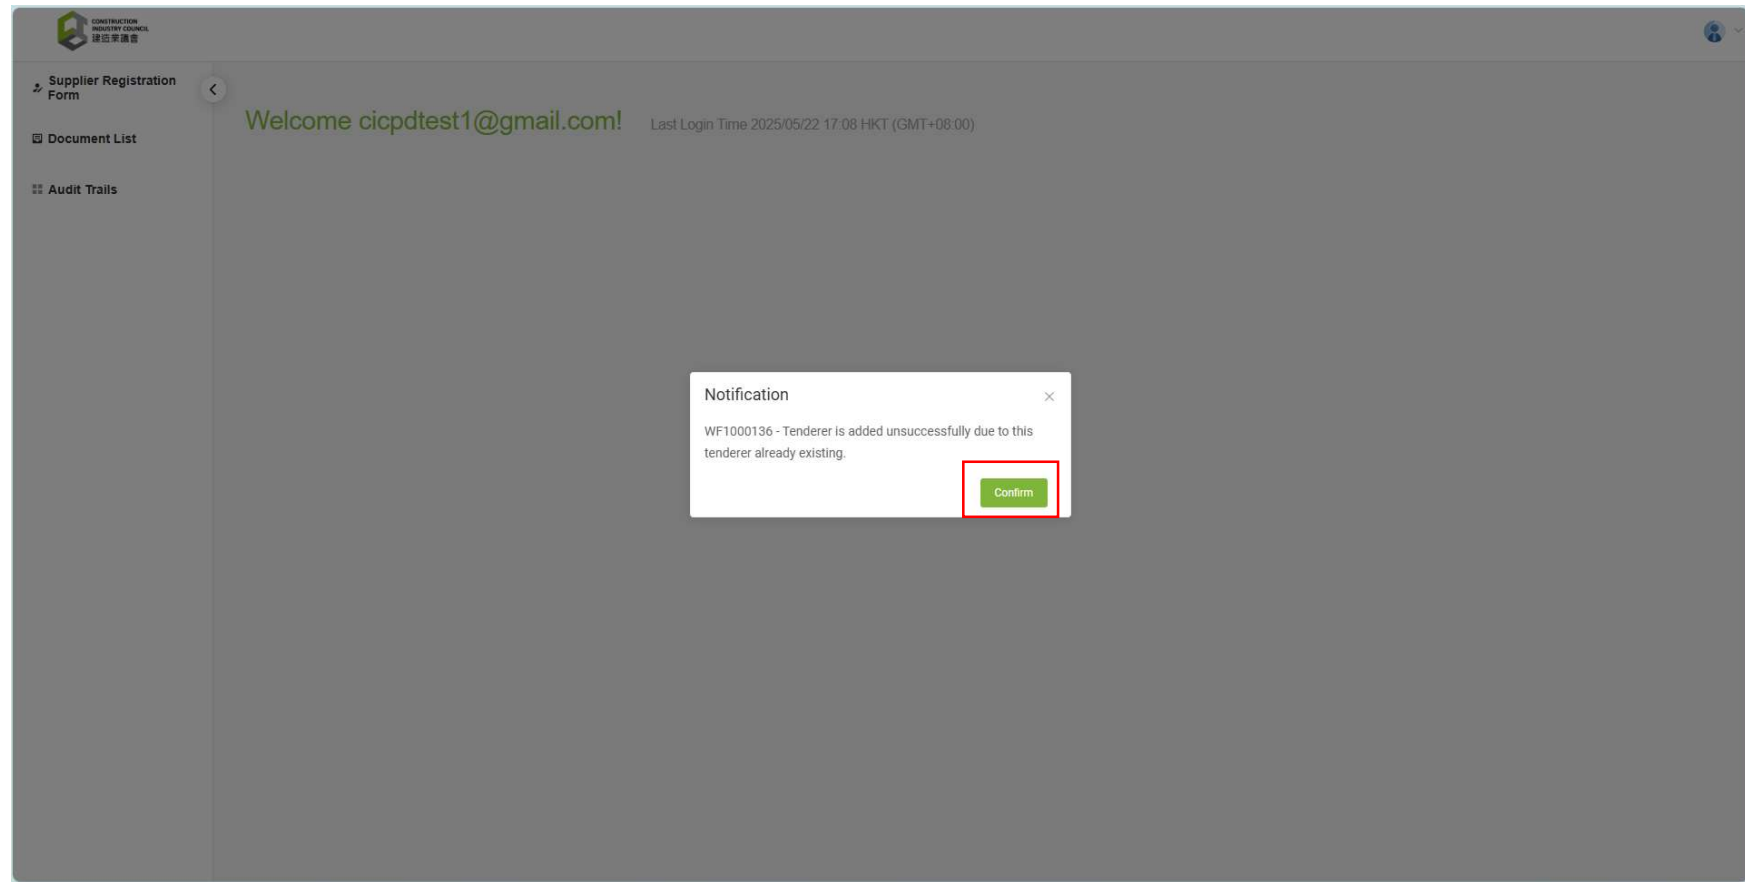 CONSTRUCTION
INDUSTRY COUNCIL
建造業議會
Supplier Registration
Form
Document List
Audit Trails
Welcome cicpdtest1@gmail.com! Last Login Time 2025/05/22 17:08 HKT (GMT+08:00)
Notification
WF1000136 - Tenderer is added unsuccessfully due to this
tenderer already existing.
Confirm